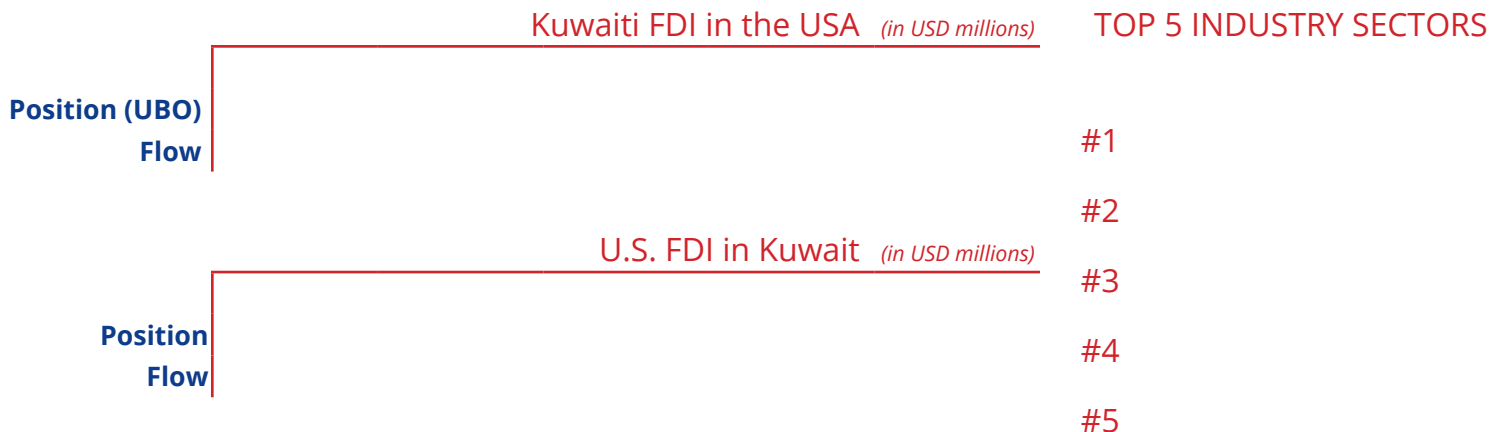 Kuwaiti FDI in the USA (in USD millions)
Position (UBO)
Flow
U.S. FDI in Kuwait (in USD millions)
Position
Flow
TOP 5 INDUSTRY SECTORS
#1
#2
#3
#4
#5